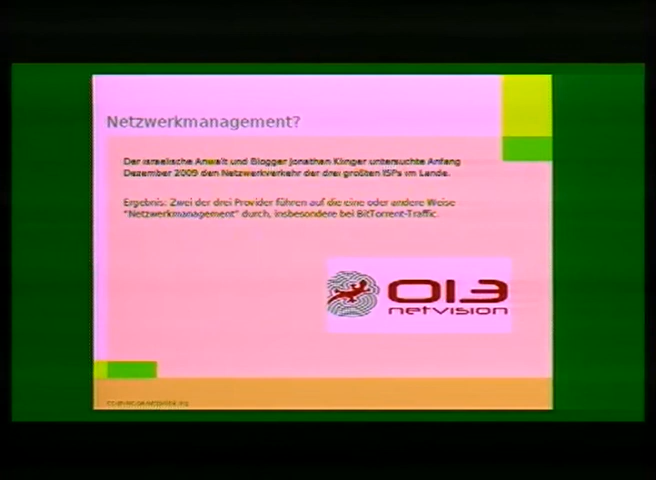 Netzwerkmanagement?
Der israelische Anwalt und Blogger Jonathan Klinger untersuchte Anfang
Dezember 2009 den Netzwerkverkehr der drei größten ISPs im Lande.
Ergebnis: Zwei der drei Provider führen auf die eine oder andere Weise
"Netzwerkmanagement" durch, insbesondere bei BitTorrent-Traffic.
013
netvision